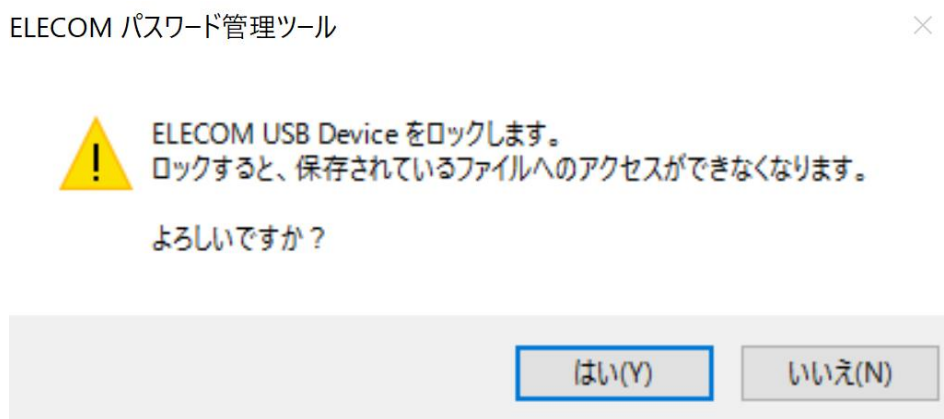 ELECOM パスワード管理ツール
ELECOM USB Device をロックします。
ロックすると、保存されているファイルへのアクセスができなくなります。
よろしいですか？
はい(Y)
いいえ(N)